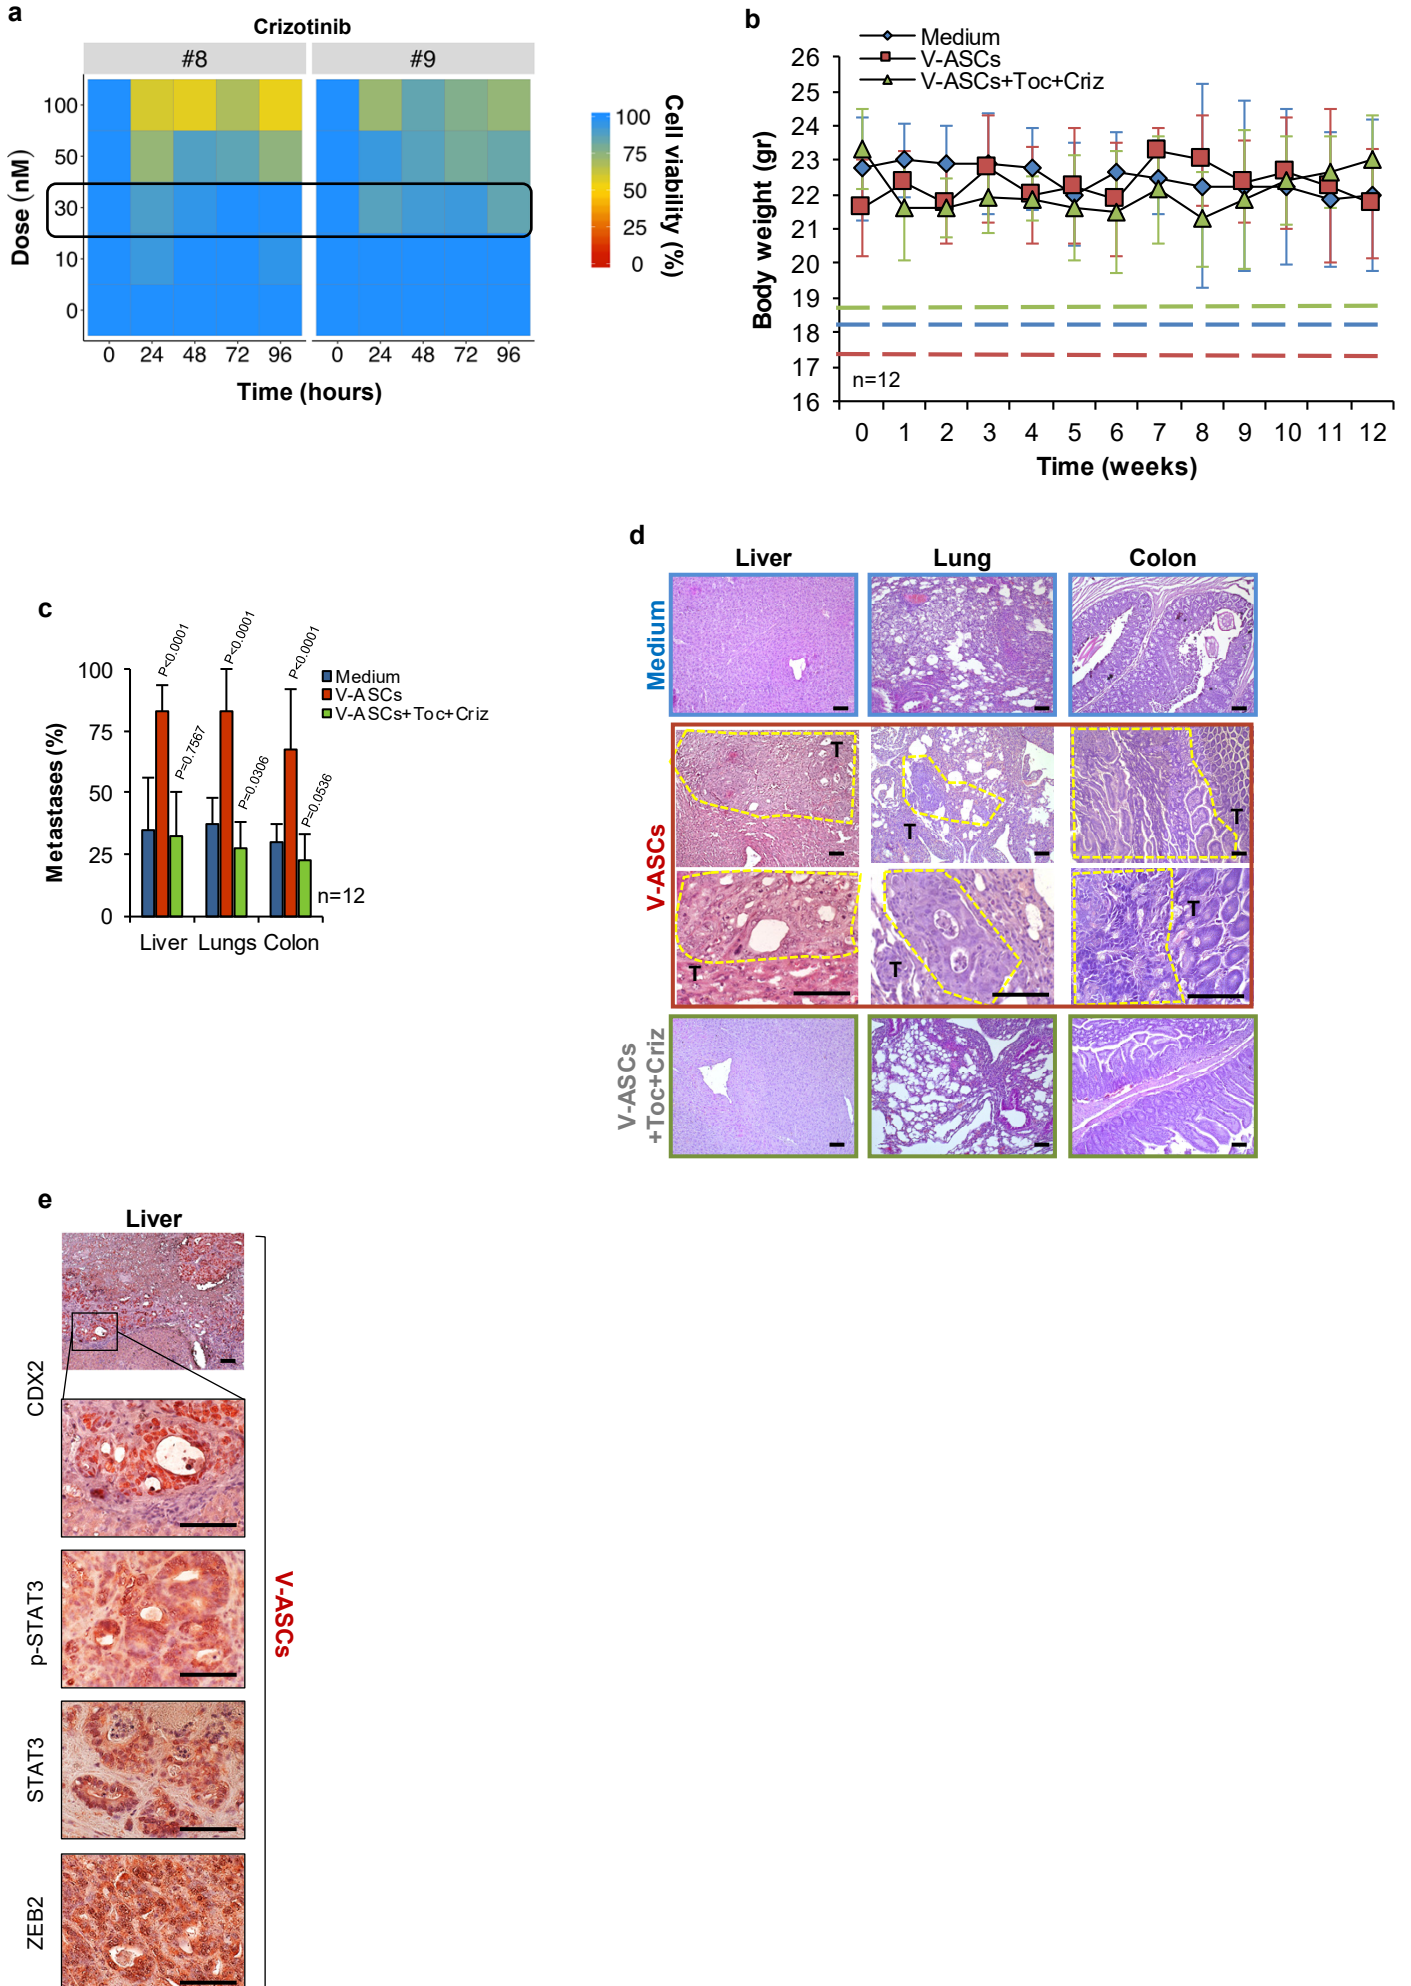 a
Crizotinib
#8 #9
100
50
30
10
0
Dose (nM)
0 24 48 72 96 0 24 48 72 96
Time (hours)
100
75
50
25
0
Cell viability (%)
b
Medium
V-ASCs
V-ASCs+Toc+Criz
26
25
24
23
22
21
20
19
18
17
16
Body weight (gr)
n=12
0 1 2 3 4 5 6 7 8 9 10 11 12
Time (weeks)
c
100
75
50
25
0
Metastases (%)
P<0.0001
P=0.7567
P<0.0001
P=0.0306
P<0.0001
P=0.0536
Medium
V-ASCs
V-ASCs+Toc+Criz
n=12
Liver Lungs Colon
d
Liver Lung Colon
Medium
V-ASCs
T
T
T
T
T
T
V-ASCs
+Toc+Criz
e
Liver
CDX2
p-STAT3
STAT3
ZEB2
V-ASCs